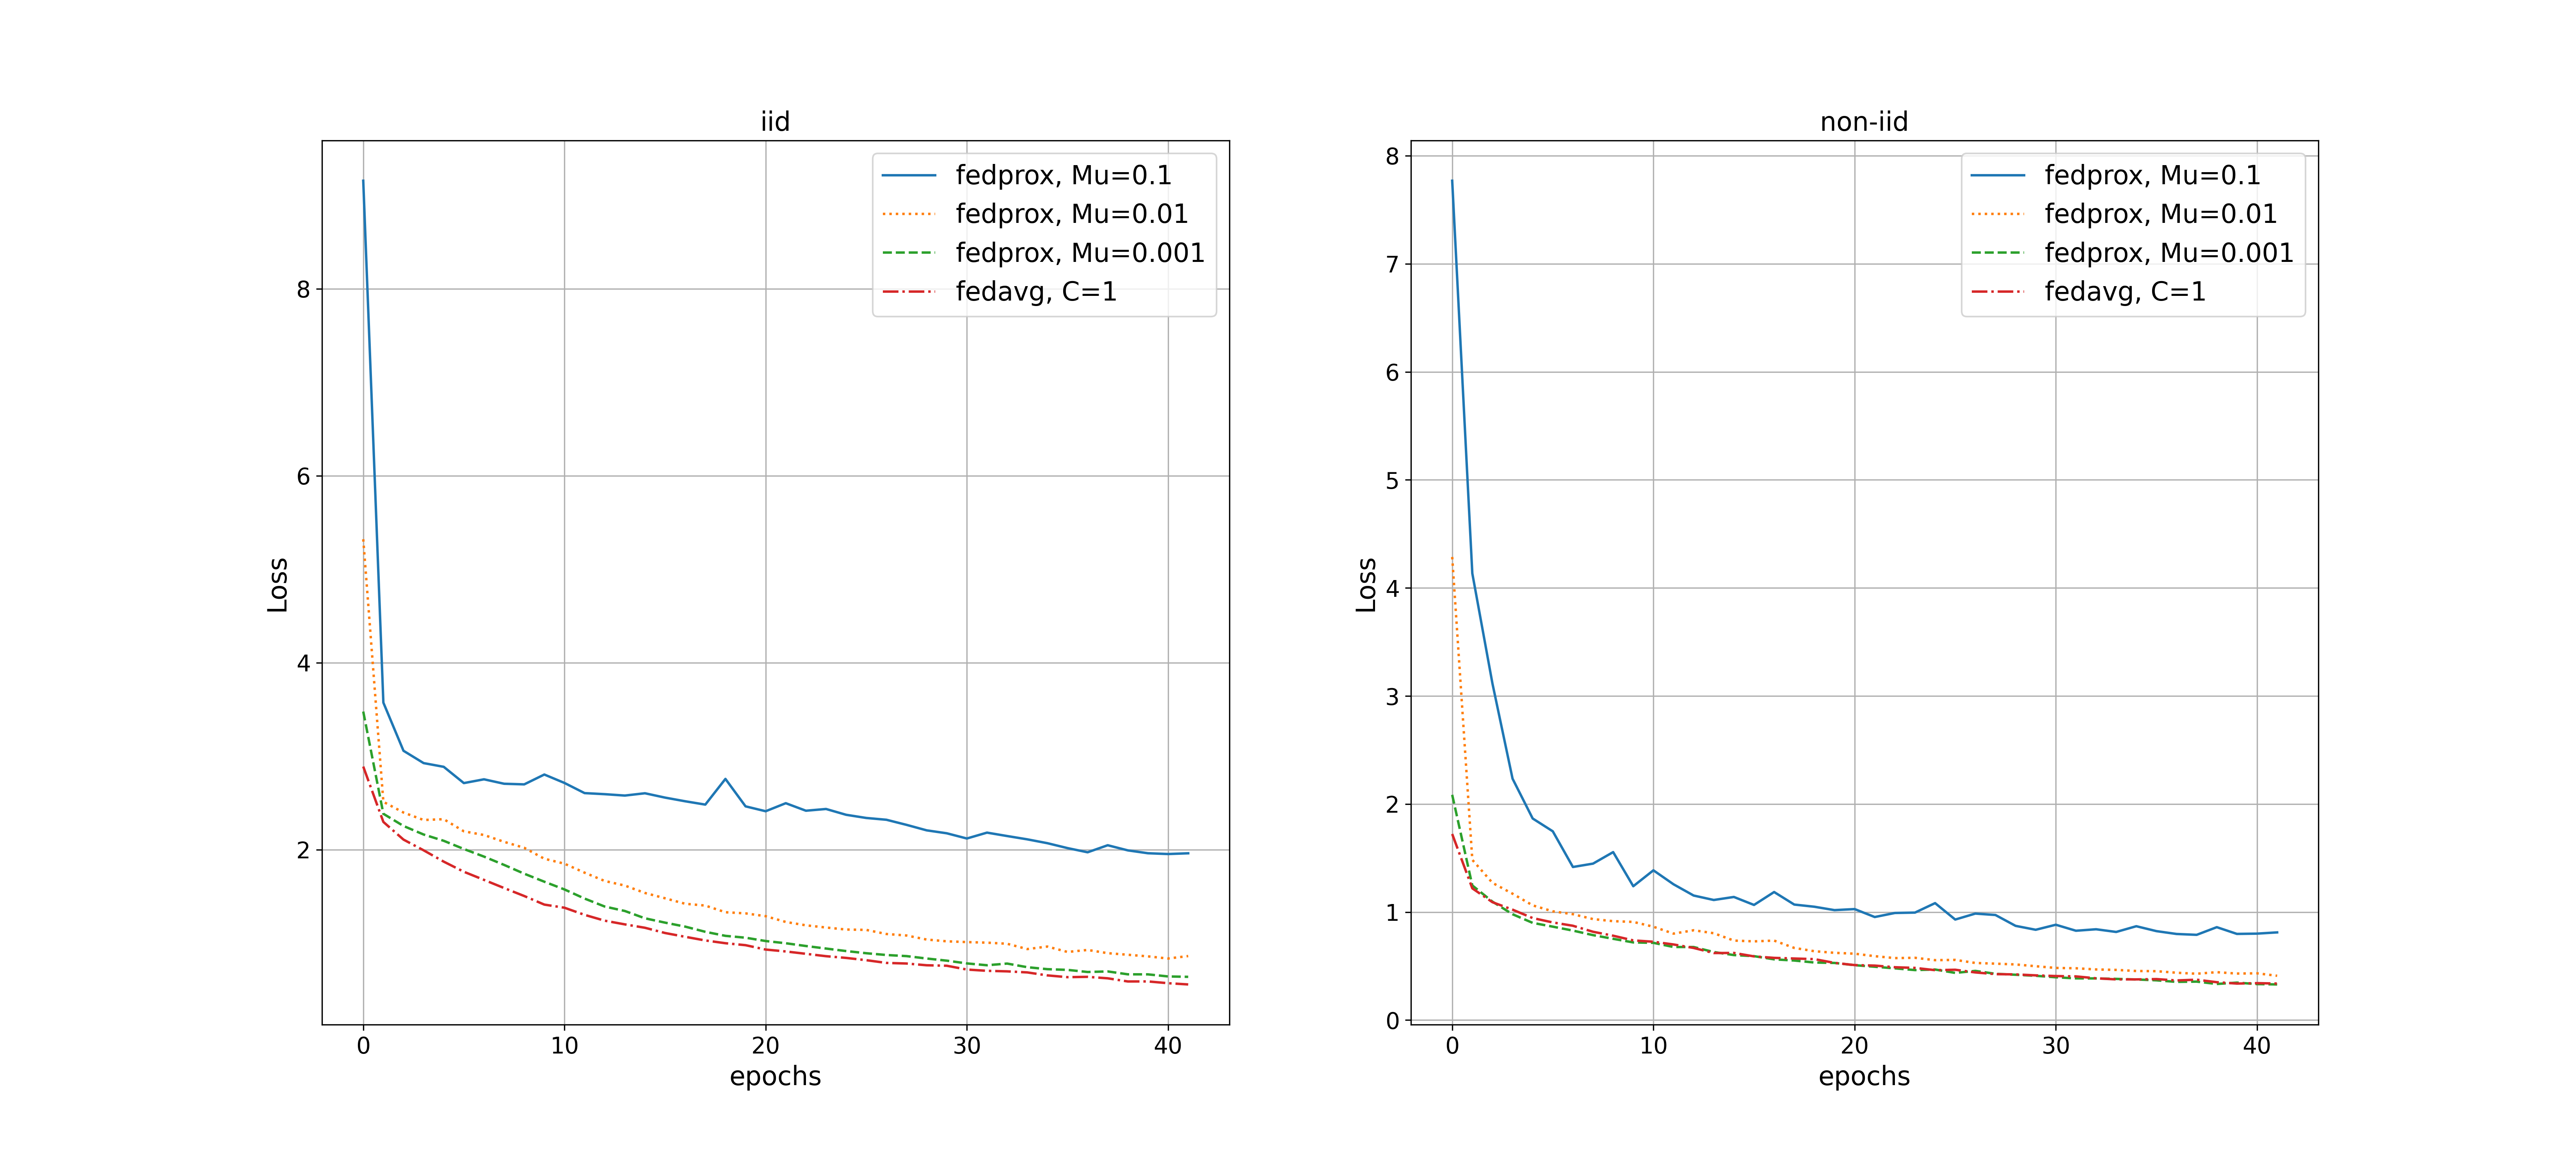 iid
Loss
8
6
4
2
0 10 20 30 40
epochs
fedprox, Mu=0.1
fedprox, Mu=0.01
fedprox, Mu=0.001
fedavg, C=1
non-iid
Loss
8
7
6
5
4
3
2
1
0
0 10 20 30 40
epochs
fedprox, Mu=0.1
fedprox, Mu=0.01
fedprox, Mu=0.001
fedavg, C=1